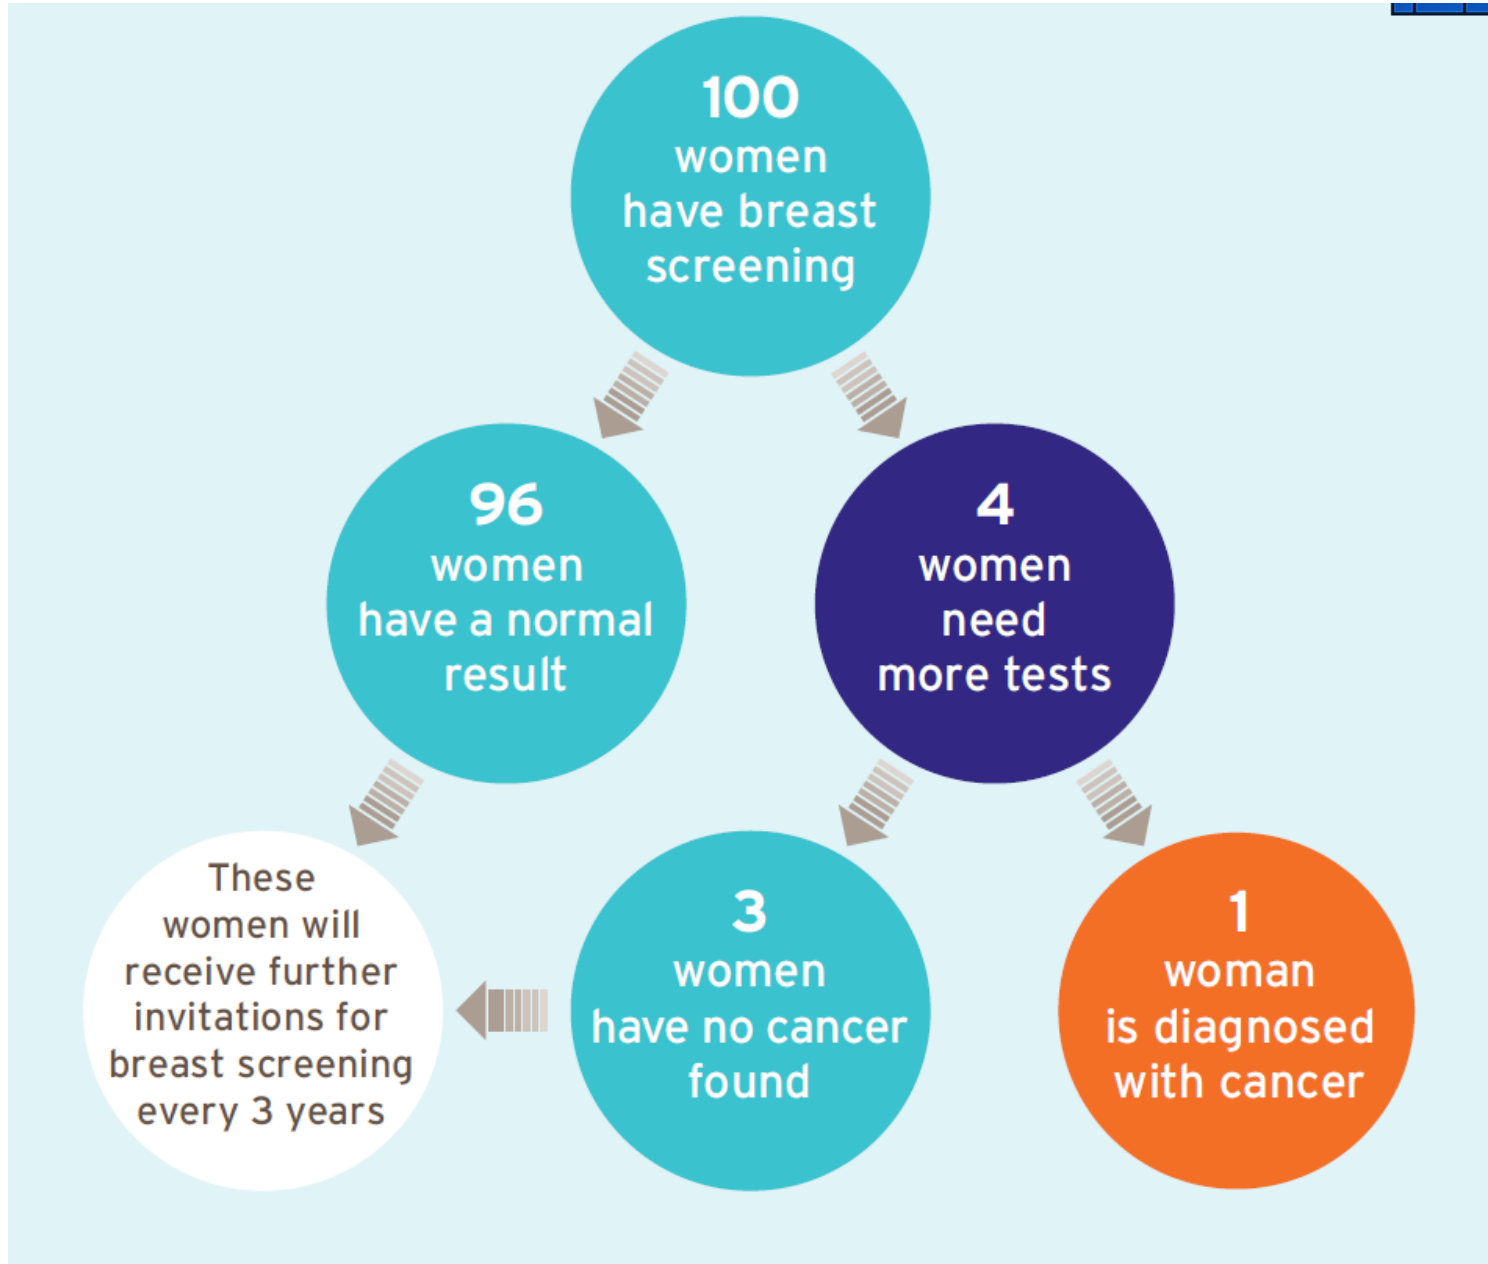 100
women
have breast
screening
96
women
have a normal
result
4
women
need
more tests
These
women will
receive further
invitations for
breast screening
every 3 years
3
women
have no cancer
found
1
woman
is diagnosed
with cancer